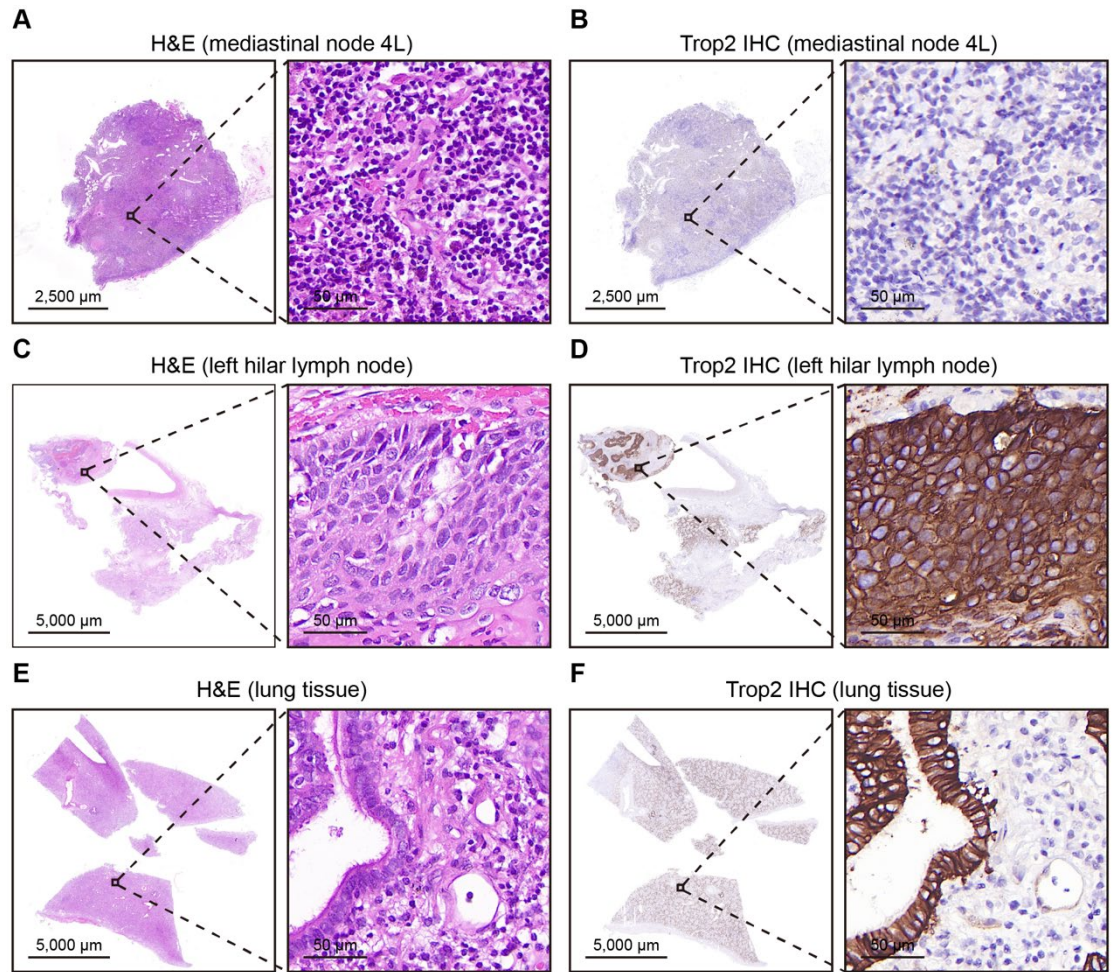 A
H&E (mediastinal node 4L)
2,500 µm
50 µm
B
Trop2 IHC (mediastinal node 4L)
2,500 µm
50 µm
C
H&E (left hilar lymph node)
5,000 µm
50 µm
D
Trop2 IHC (left hilar lymph node)
5,000 µm
50 µm
E
H&E (lung tissue)
5,000 µm
50 µm
F
Trop2 IHC (lung tissue)
5,000 µm
50 µm